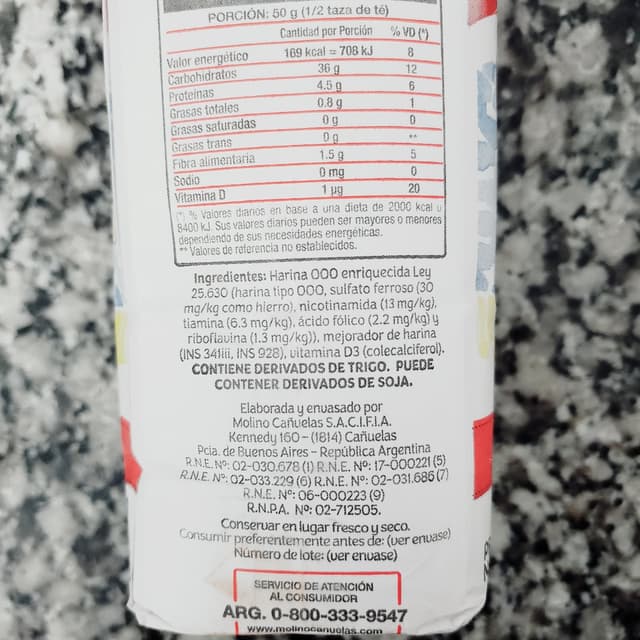 PORCIÓN: 50 g (1/2 taza de té)
Cantidad por Porción % VD (*)
Valor energético 169 kcal = 708 kJ 8
Carbohidratos 36 g 12
Proteínas 4.5 g 6
Grasas totales 0.8 g 1
Grasas saturadas 0 g 0
Grasas trans 0 g **
Fibra alimentaria 1.5 g 5
Sodio 0 mg 0
Vitamina D 1 µg 20
(*) % Valores diarios en base a una dieta de 2000 kcal u
8400 kJ. Sus valores diarios pueden ser mayores o menores
dependiendo de sus necesidades energéticas.
** Valores de referencia no establecidos.
Ingredientes: Harina 000 enriquecida Ley
25.630 (harina tipo 000, sulfato ferroso (30
mg/kg como hierro), nicotinamida (13 mg/kg),
tiamina (6.3 mg/kg), ácido fólico (2.2 mg/kg) y
riboflavina (1.3 mg/kg)), mejorador de harina
(INS 341iii, INS 928), vitamina D3 (colecalciferol).
CONTIENE DERIVADOS DE TRIGO. PUEDE
CONTENER DERIVADOS DE SOJA.
Elaborada y envasado por
Molino Cañuelas S.A.C.I.F.I.A.
Kennedy 160 - (1814) Cañuelas
Pcia. de Buenos Aires - República Argentina
R.N.E. Nº: 02-030.678 (1) R.N.E. Nº: 17-000221 (5)
R.N.E. Nº: 02-033.229 (6) R.N.E. Nº: 02-031.686 (7)
R.N.E. Nº: 06-000223 (9)
R.N.P.A. Nº: 02-712505.
Conservar en lugar fresco y seco.
Consumir preferentemente antes de: (ver envase)
Número de lote: (ver envase)
SERVICIO DE ATENCIÓN
AL CONSUMIDOR
ARG. 0-800-333-9547
www.molinocanuelas.com